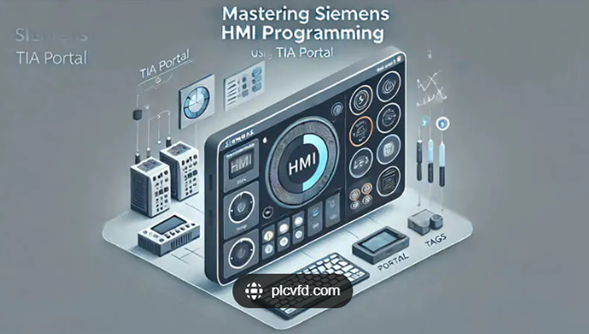 Mastering Siemens
HMI Programming
TIA Portal
Siemens
TIA Portal
TIA Portal
HMI
HMI
PORTAL
TAGS
plcvfd.com